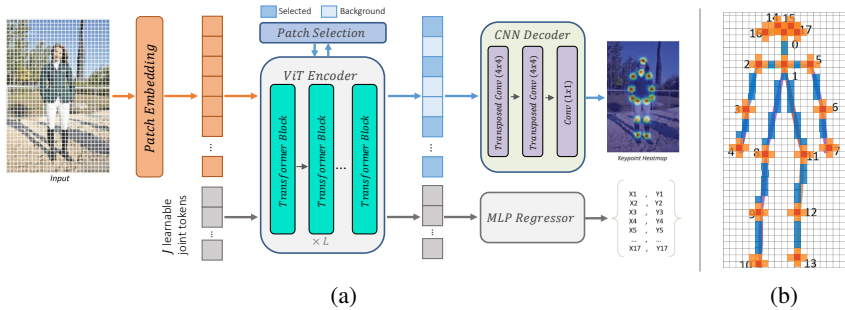 Selected
Background
Patch Selection
CNN Decoder
ViT Encoder
Patch Embedding
Transformer Block
Transformer Block
...
Transformer Block
× L
Transposed Conv (4x4)
Transposed Conv (4x4)
Conv (1x1)
Input
Keypoint Heatmap
J learnable
joint tokens
...
...
...
...
MLP Regressor
X1 , Y1
X2 , Y2
X3 , Y3
X4 , Y4
X5 , Y5
... , ...
X17 , Y17
(a)
14 15
16 17
0
2 5
1
3 6
4 7
8 11
9 12
10 13
(b)